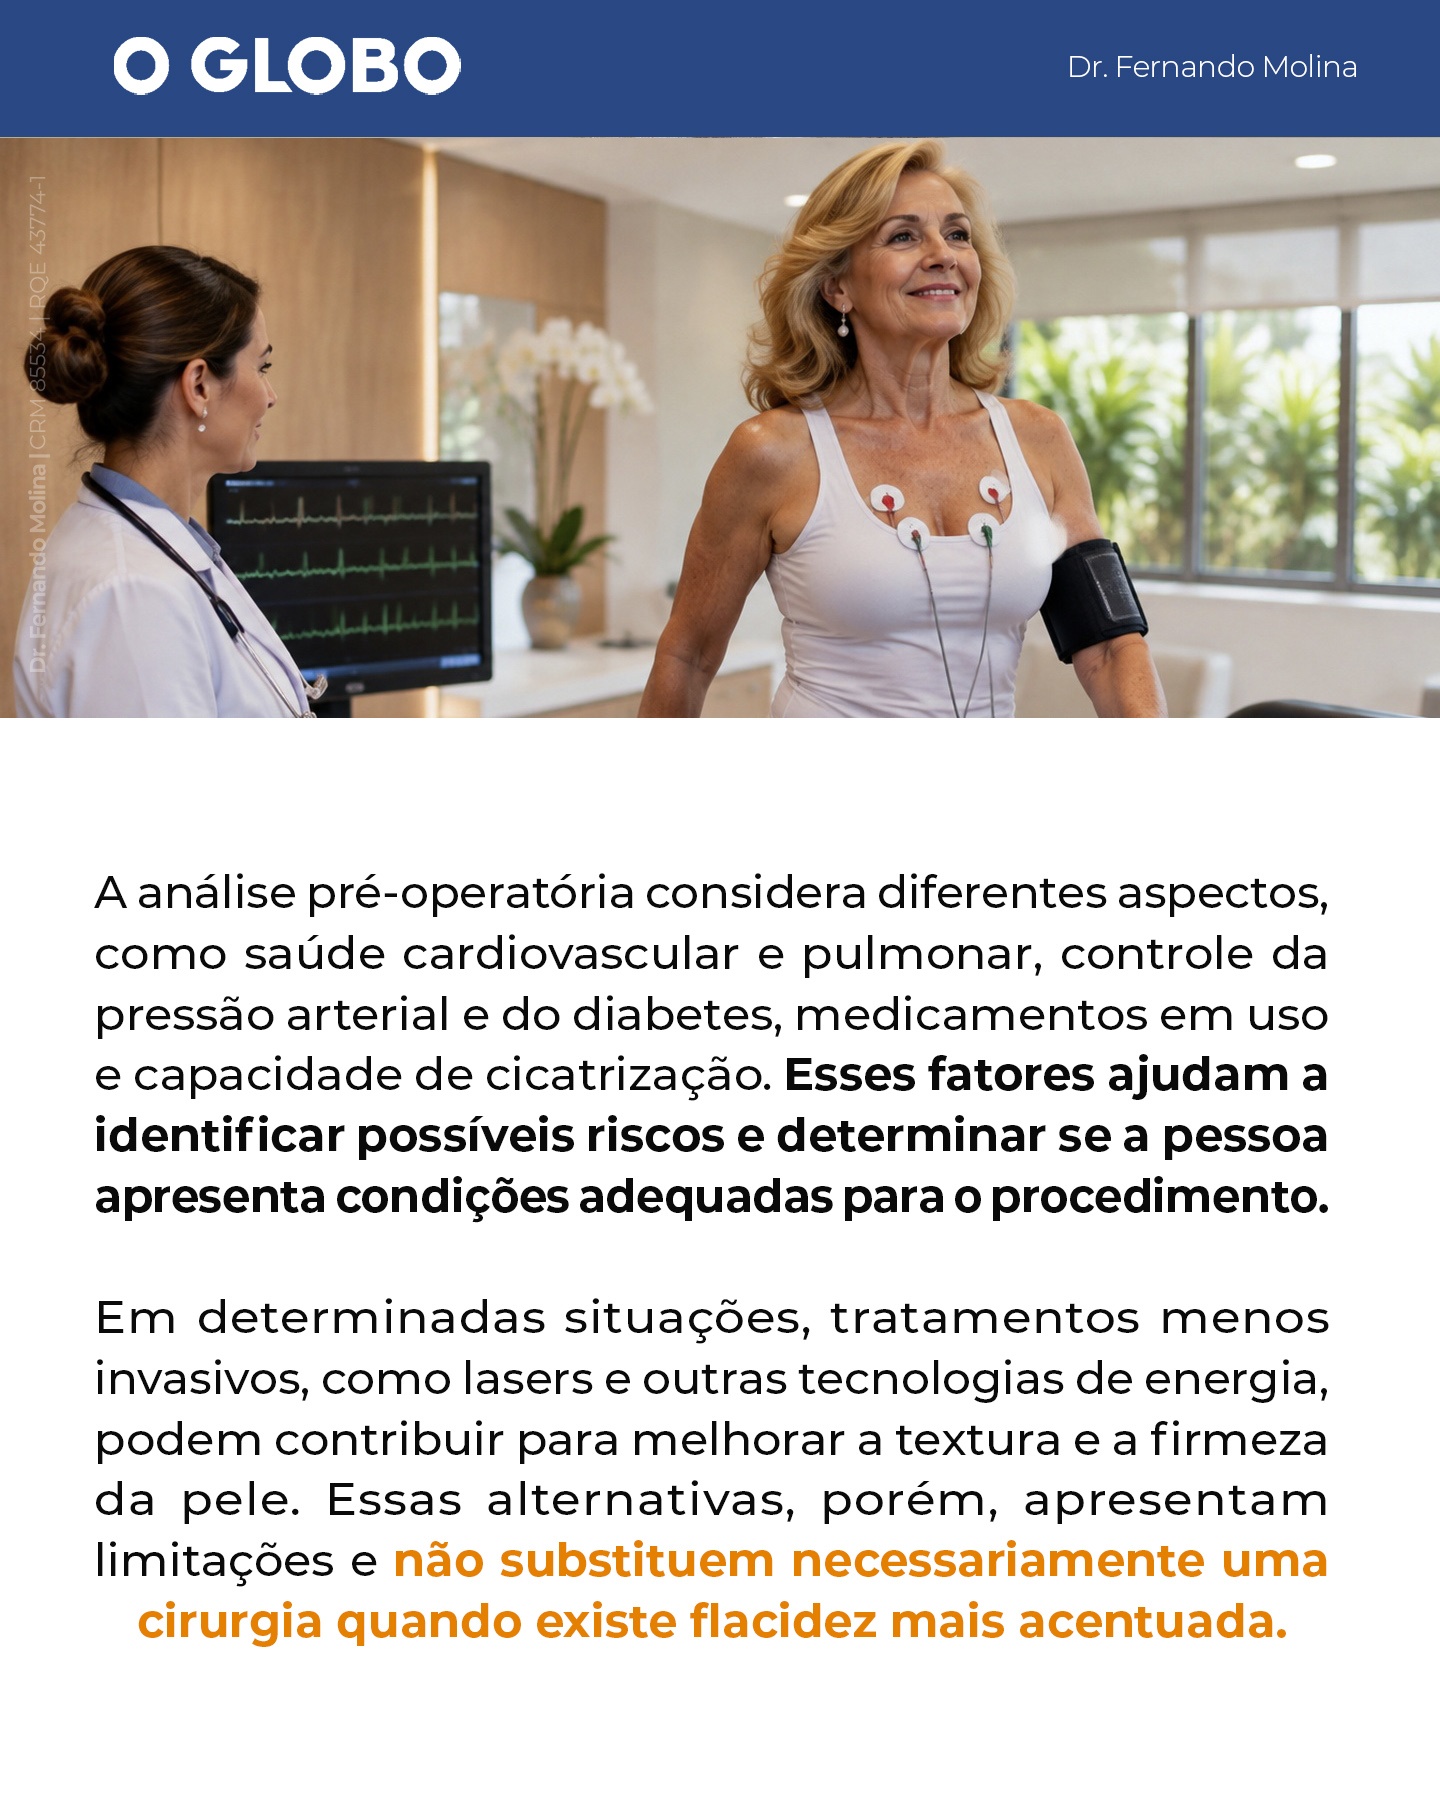 O GLOBO
Dr. Fernando Molina
Dr. Fernando Molina | CRM 85534 | RQE 43774-1
A análise pré-operatória considera diferentes aspectos,
como saúde cardiovascular e pulmonar, controle da
pressão arterial e do diabetes, medicamentos em uso
e capacidade de cicatrização. Esses fatores ajudam a
identificar possíveis riscos e determinar se a pessoa
apresenta condições adequadas para o procedimento.
Em determinadas situações, tratamentos menos
invasivos, como lasers e outras tecnologias de energia,
podem contribuir para melhorar a textura e a firmeza
da pele. Essas alternativas, porém, apresentam
limitações e não substituem necessariamente uma
cirurgia quando existe flacidez mais acentuada.